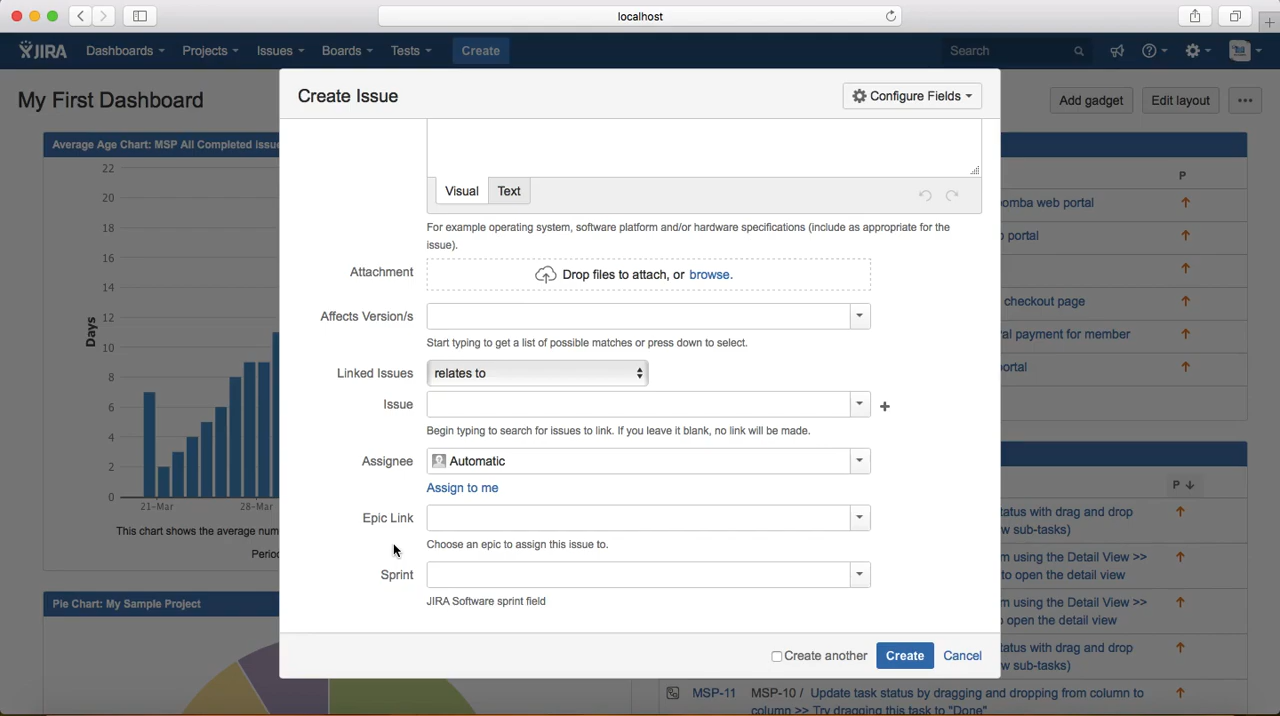 localhost
JIRA Dashboards Projects Issues Boards Tests Create Search
My First Dashboard
Add gadget Edit layout
Create Issue
Configure Fields
Visual Text
For example operating system, software platform and/or hardware specifications (include as appropriate for the
issue).
Attachment Drop files to attach, or browse.
Affects Version/s
Start typing to get a list of possible matches or press down to select.
Linked Issues relates to
Issue
Begin typing to search for issues to link. If you leave it blank, no link will be made.
Assignee Automatic
Assign to me
Epic Link
Choose an epic to assign this issue to.
Sprint
JIRA Software sprint field
Create another Create Cancel
Average Age Chart: MSP All Completed issue
22
20
18
16
14
12
10
8
6
4
2
0
Days
21-Mar 28-Mar
This chart shows the average num
Perio
Pie Chart: My Sample Project
P
omba web portal
portal
checkout page
al payment for member
ortal
P
tatus with drag and drop
w sub-tasks)
m using the Detail View >>
to open the detail view
m using the Detail View >>
open the detail view
tatus with drag and drop
w sub-tasks)
MSP-11 MSP-10 / Update task status by dragging and dropping from column to
column >> Try dragging this task to "Done"